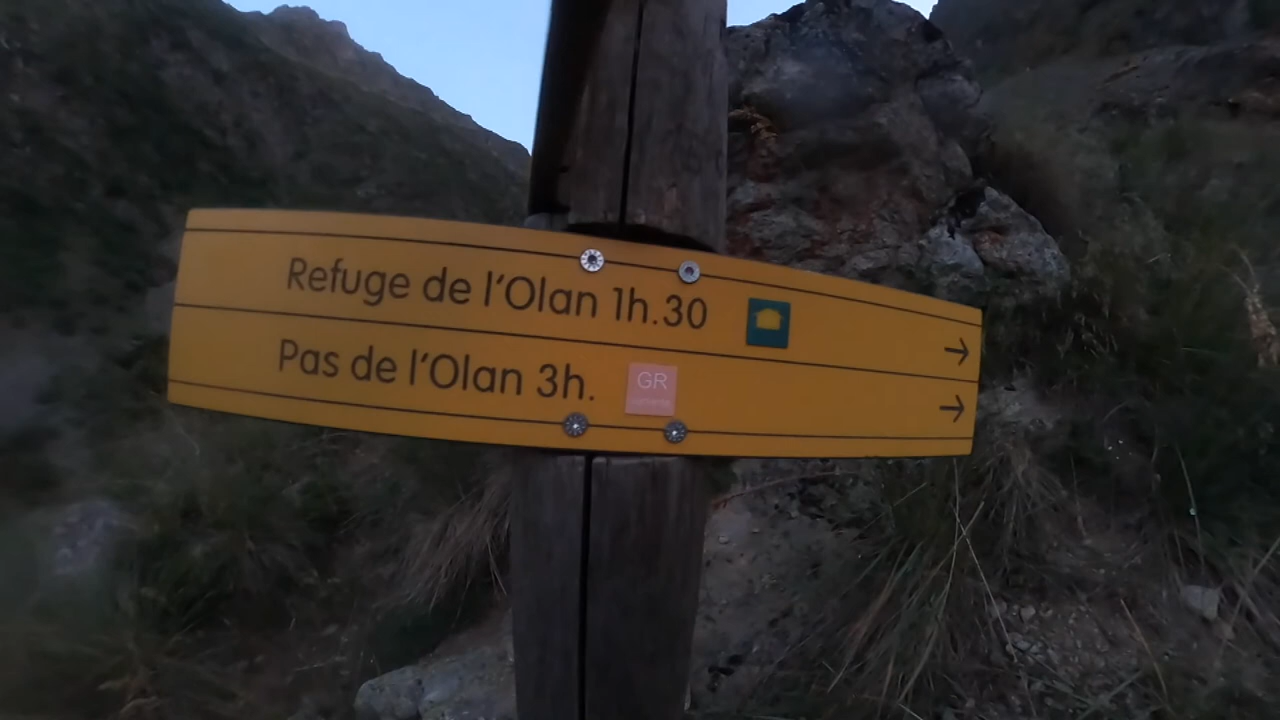 Refuge de l'Olan 1h.30
Pas de l'Olan 3h.
GR